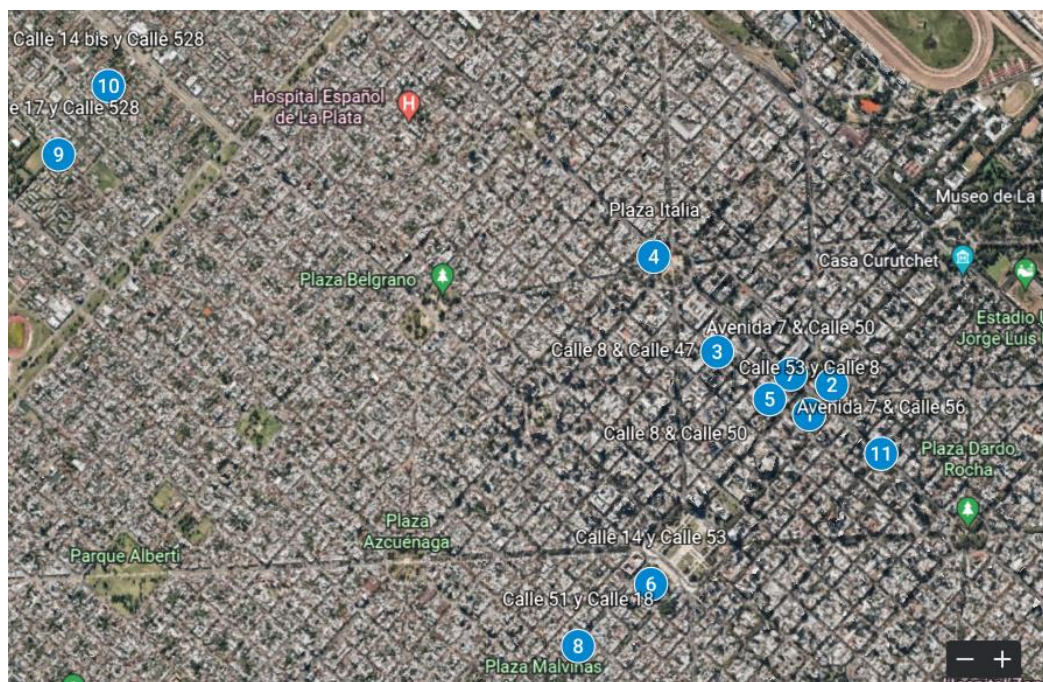 Calle 14 bis y Calle 528
10
e 17 y Calle 528
9
Hospital Español
de La Plata
H
Plaza Italia
4
Museo de La
Casa Curutchet
Plaza Belgrano
Estadio
Jorge Luis
Avenida 7 & Calle 50
Calle 8 & Calle 47
3
Calle 53 y Calle 8
7
2
5
1
Avenida 7 & Calle 56
Calle 8 & Calle 50
11
Plaza Dardo
Rocha
Plaza
Azcuénaga
Calle 14 y Calle 53
Parque Alberti
6
Calle 51 y Calle 18
8
Plaza Malvinas
− +